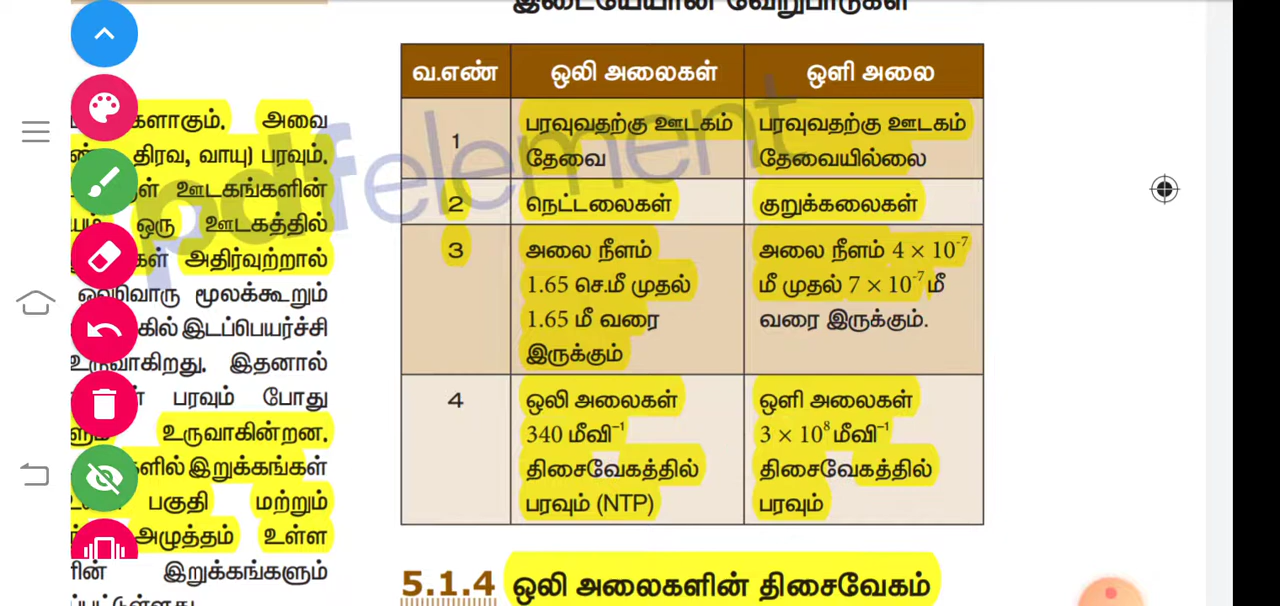 இடையேயான வேறுபாடுகள்
வ.எண் ஒலி அலைகள் ஒளி அலை
1 பரவுவதற்கு ஊடகம் தேவை பரவுவதற்கு ஊடகம் தேவையில்லை
2 நெட்டலைகள் குறுக்கலைகள்
3 அலை நீளம் 1.65 செ.மீ முதல் 1.65 மீ வரை இருக்கும் அலை நீளம் 4 × 10⁻⁷ மீ முதல் 7 × 10⁻⁷ மீ வரை இருக்கும்.
4 ஒலி அலைகள் 340 மீவி⁻¹ திசைவேகத்தில் பரவும் (NTP) ஒளி அலைகள் 3 × 10⁸ மீவி⁻¹ திசைவேகத்தில் பரவும்
5.1.4 ஒலி அலைகளின் திசைவேகம்
அவை
திரவ, வாயு) பரவும்.
ஊடகங்களின்
ஒரு ஊடகத்தில்
அதிர்வுற்றால்
மூலக்கூறும்
இடப்பெயர்ச்சி
உருவாகிறது. இதனால்
பரவும் போது
உருவாகின்றன.
இறுக்கங்கள்
பகுதி மற்றும்
அழுத்தம் உள்ள
இறுக்கங்களும்
pdfelement